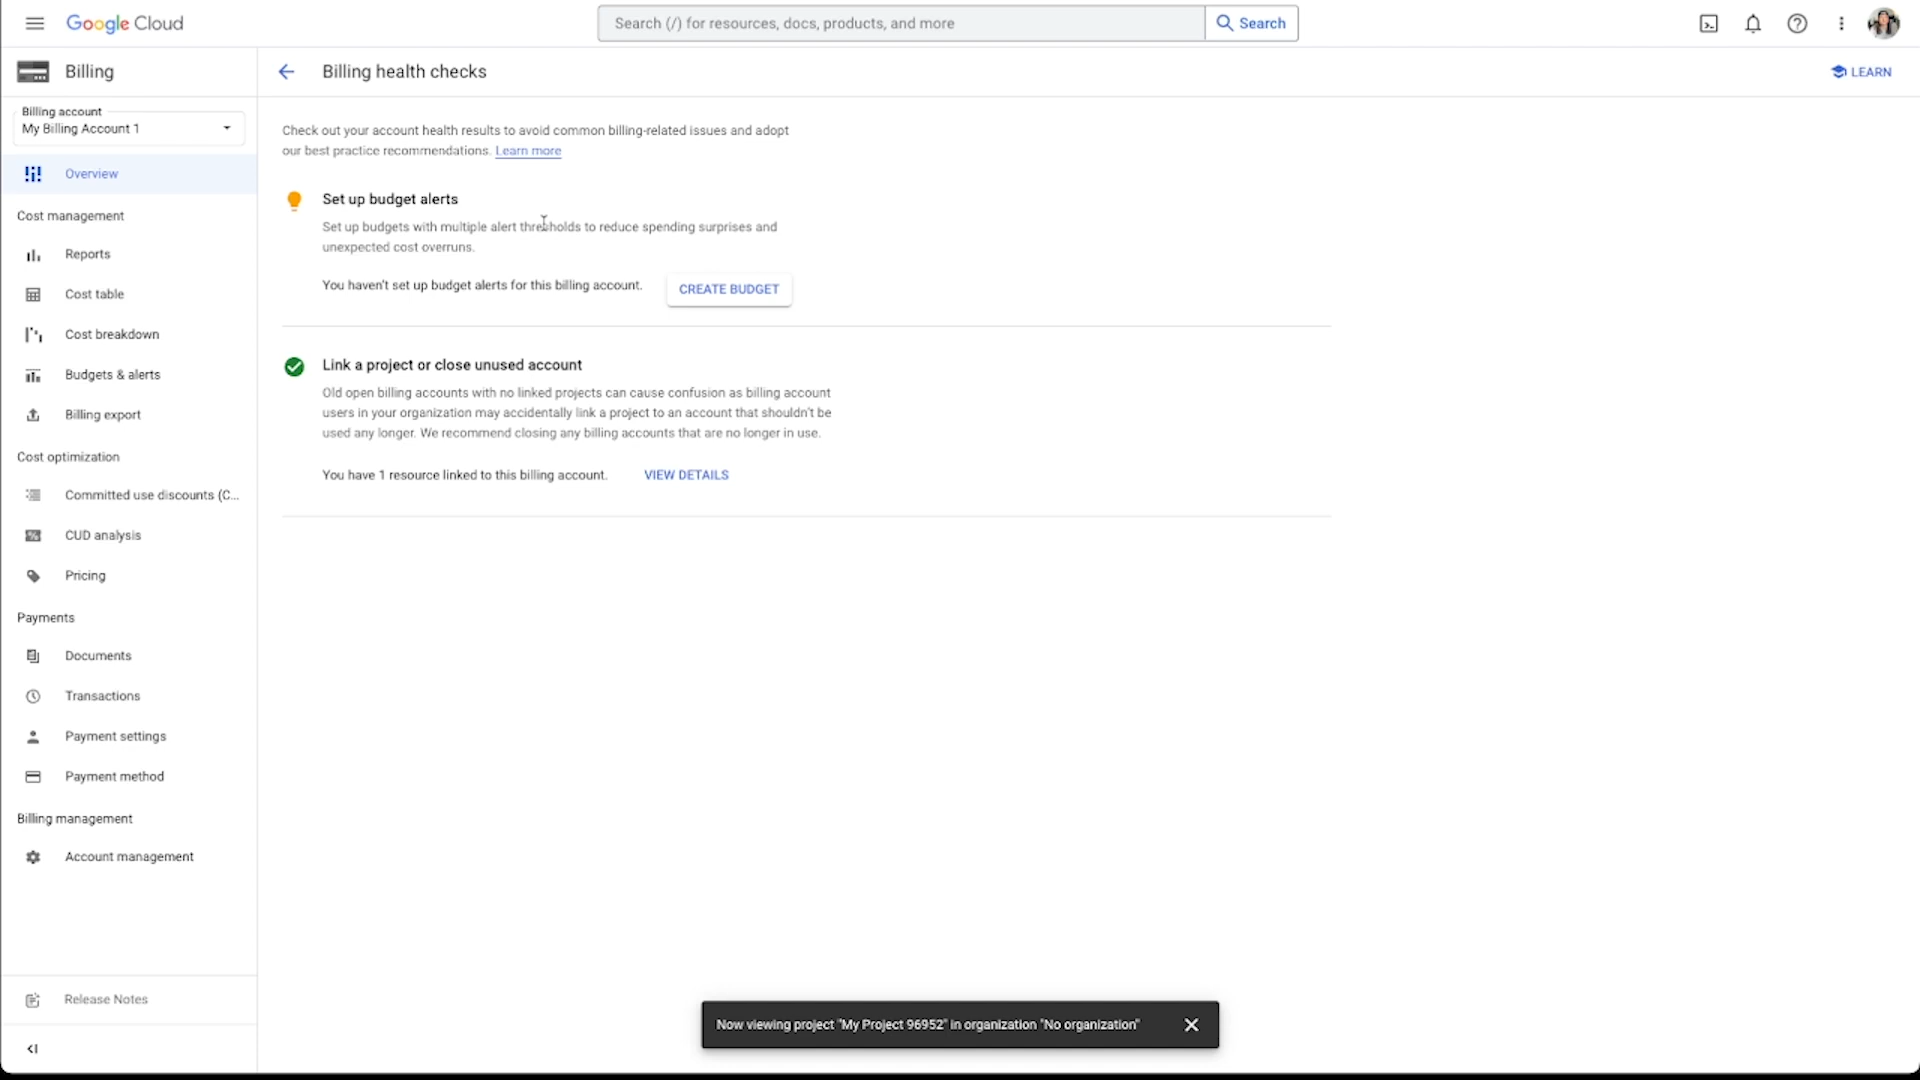 Google Cloud
Search (/) for resources, docs, products, and more
Search
Billing
Billing health checks
LEARN
Billing account
My Billing Account 1
Check out your account health results to avoid common billing-related issues and adopt
our best practice recommendations. Learn more
Overview
Set up budget alerts
Set up budgets with multiple alert thresholds to reduce spending surprises and
unexpected cost overruns.
You haven't set up budget alerts for this billing account.
CREATE BUDGET
Cost management
Reports
Cost table
Cost breakdown
Budgets & alerts
Billing export
Link a project or close unused account
Old open billing accounts with no linked projects can cause confusion as billing account
users in your organization may accidentally link a project to an account that shouldn't be
used any longer. We recommend closing any billing accounts that are no longer in use.
You have 1 resource linked to this billing account.
VIEW DETAILS
Cost optimization
Committed use discounts (C...
CUD analysis
Pricing
Payments
Documents
Transactions
Payment settings
Payment method
Billing management
Account management
Release Notes
Now viewing project "My Project 96952" in organization "No organization"